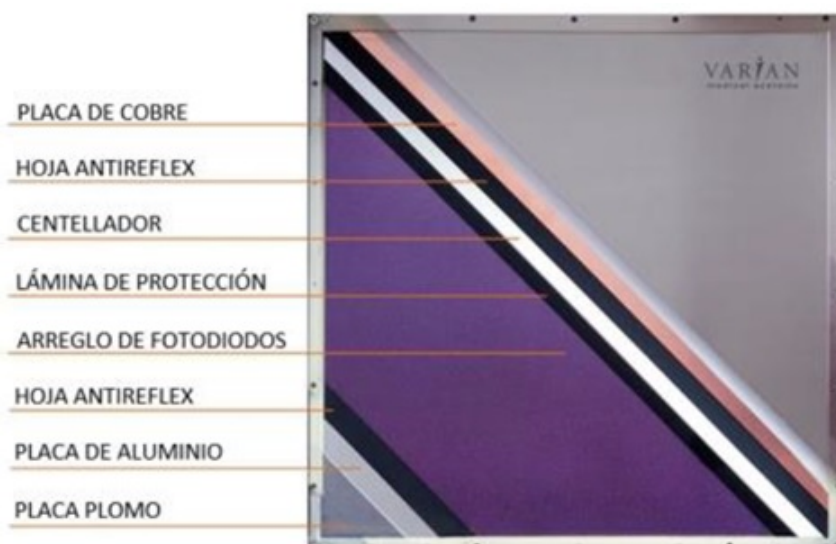 VARIAN
medical systems
PLACA DE COBRE
HOJA ANTIREFLEX
CENTELLADOR
LÁMINA DE PROTECCIÓN
ARREGLO DE FOTODIODOS
HOJA ANTIREFLEX
PLACA DE ALUMINIO
PLACA PLOMO